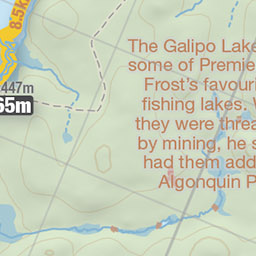 8.5k
447m
65m
The Galipo Lake
some of Premie
Frost's favouri
fishing lakes. W
they were threa
by mining, he s
had them add
Algonquin P